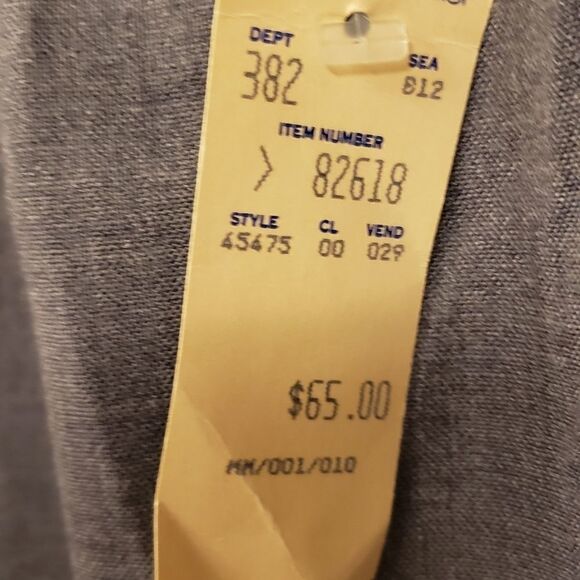 DEPT SEA
382 812
ITEM NUMBER
> 82618
STYLE CL VEND
45475 00 029
$65.00
MM/001/010